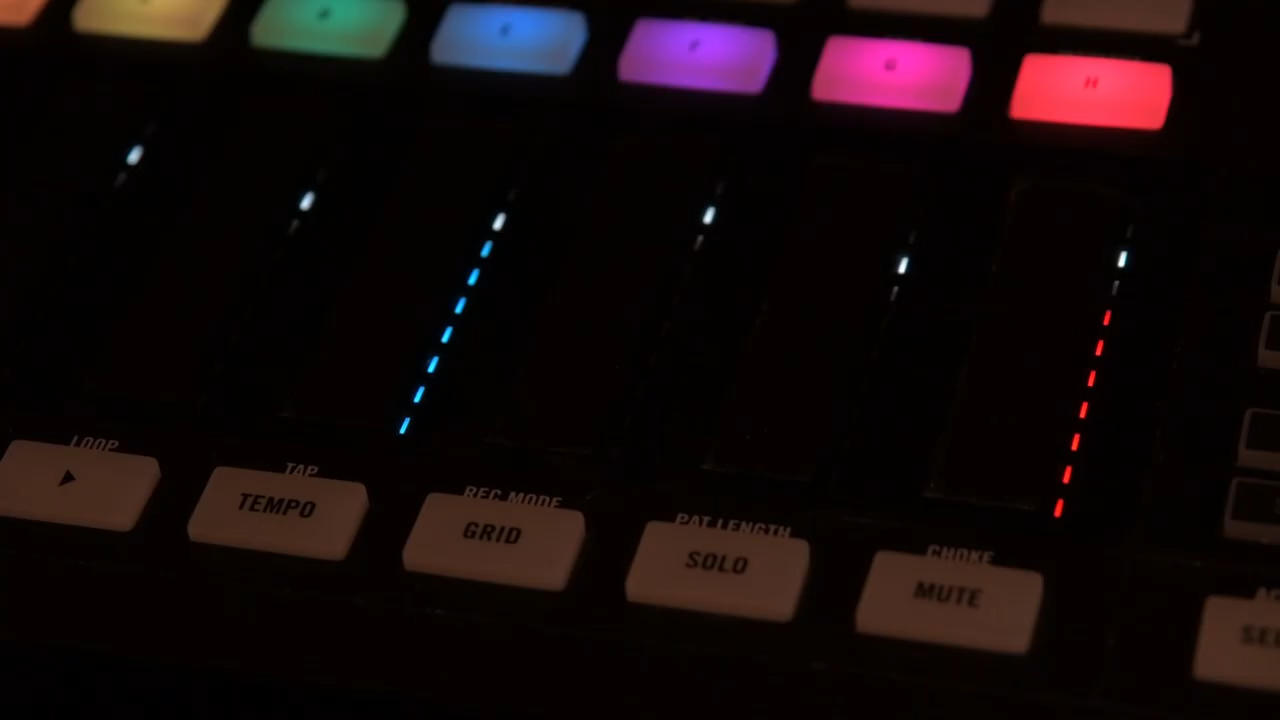 E
F
G
H
LOOP
TAP
TEMPO
REC MODE
GRID
PAT LENGTH
SOLO
CHOKE
MUTE